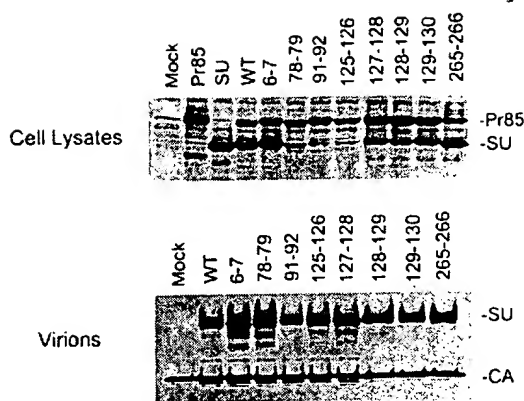 Mock Pr85 SU WT 6-7 78-79 91-92 125-126 127-128 128-129 129-130 265-266
Cell Lysates
-Pr85
-SU
Mock WT 6-7 78-79 91-92 125-126 127-128 128-129 129-130 265-266
-SU
Virions
-CA